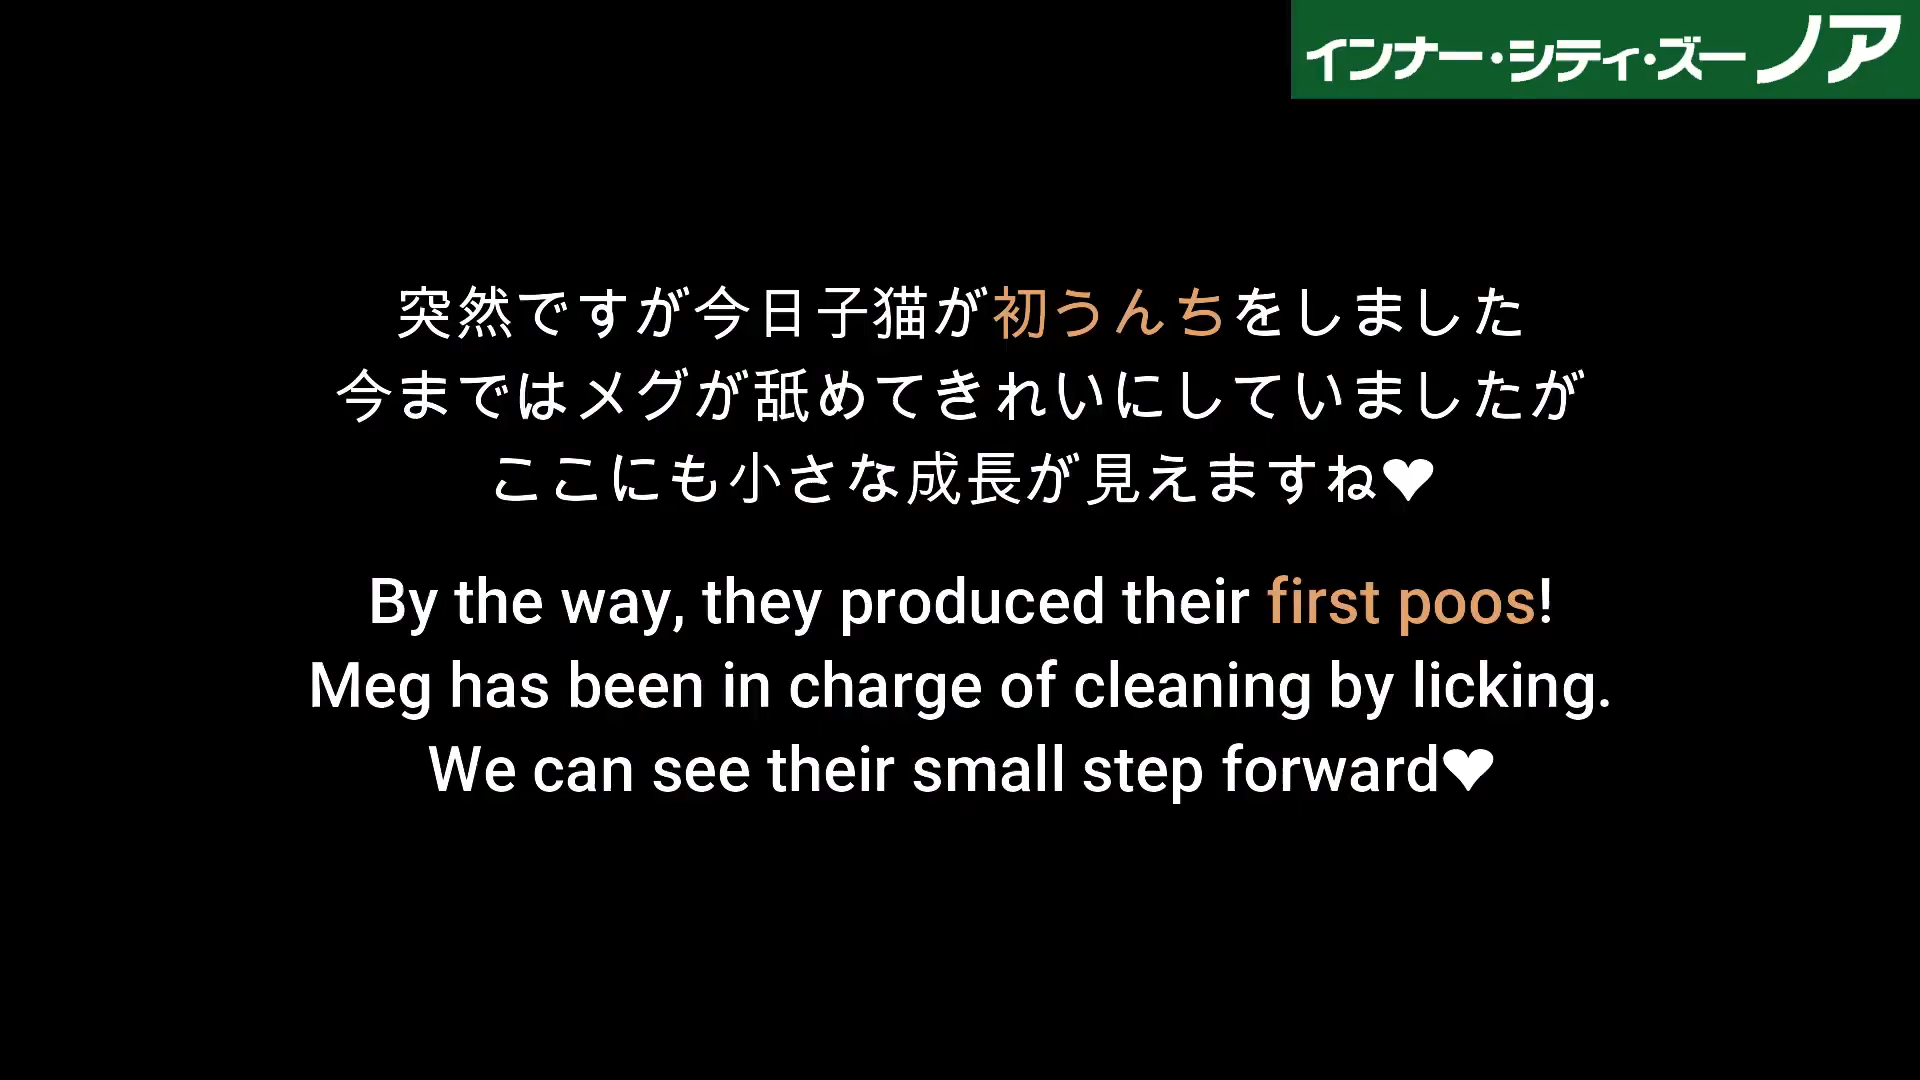 インナー・シティ・ズー ノア
突然ですが今日子猫が初うんちをしました
今まではメグが舐めてきれいにしていましたが
ここにも小さな成長が見えますね❤
By the way, they produced their first poos!
Meg has been in charge of cleaning by licking.
We can see their small step forward❤